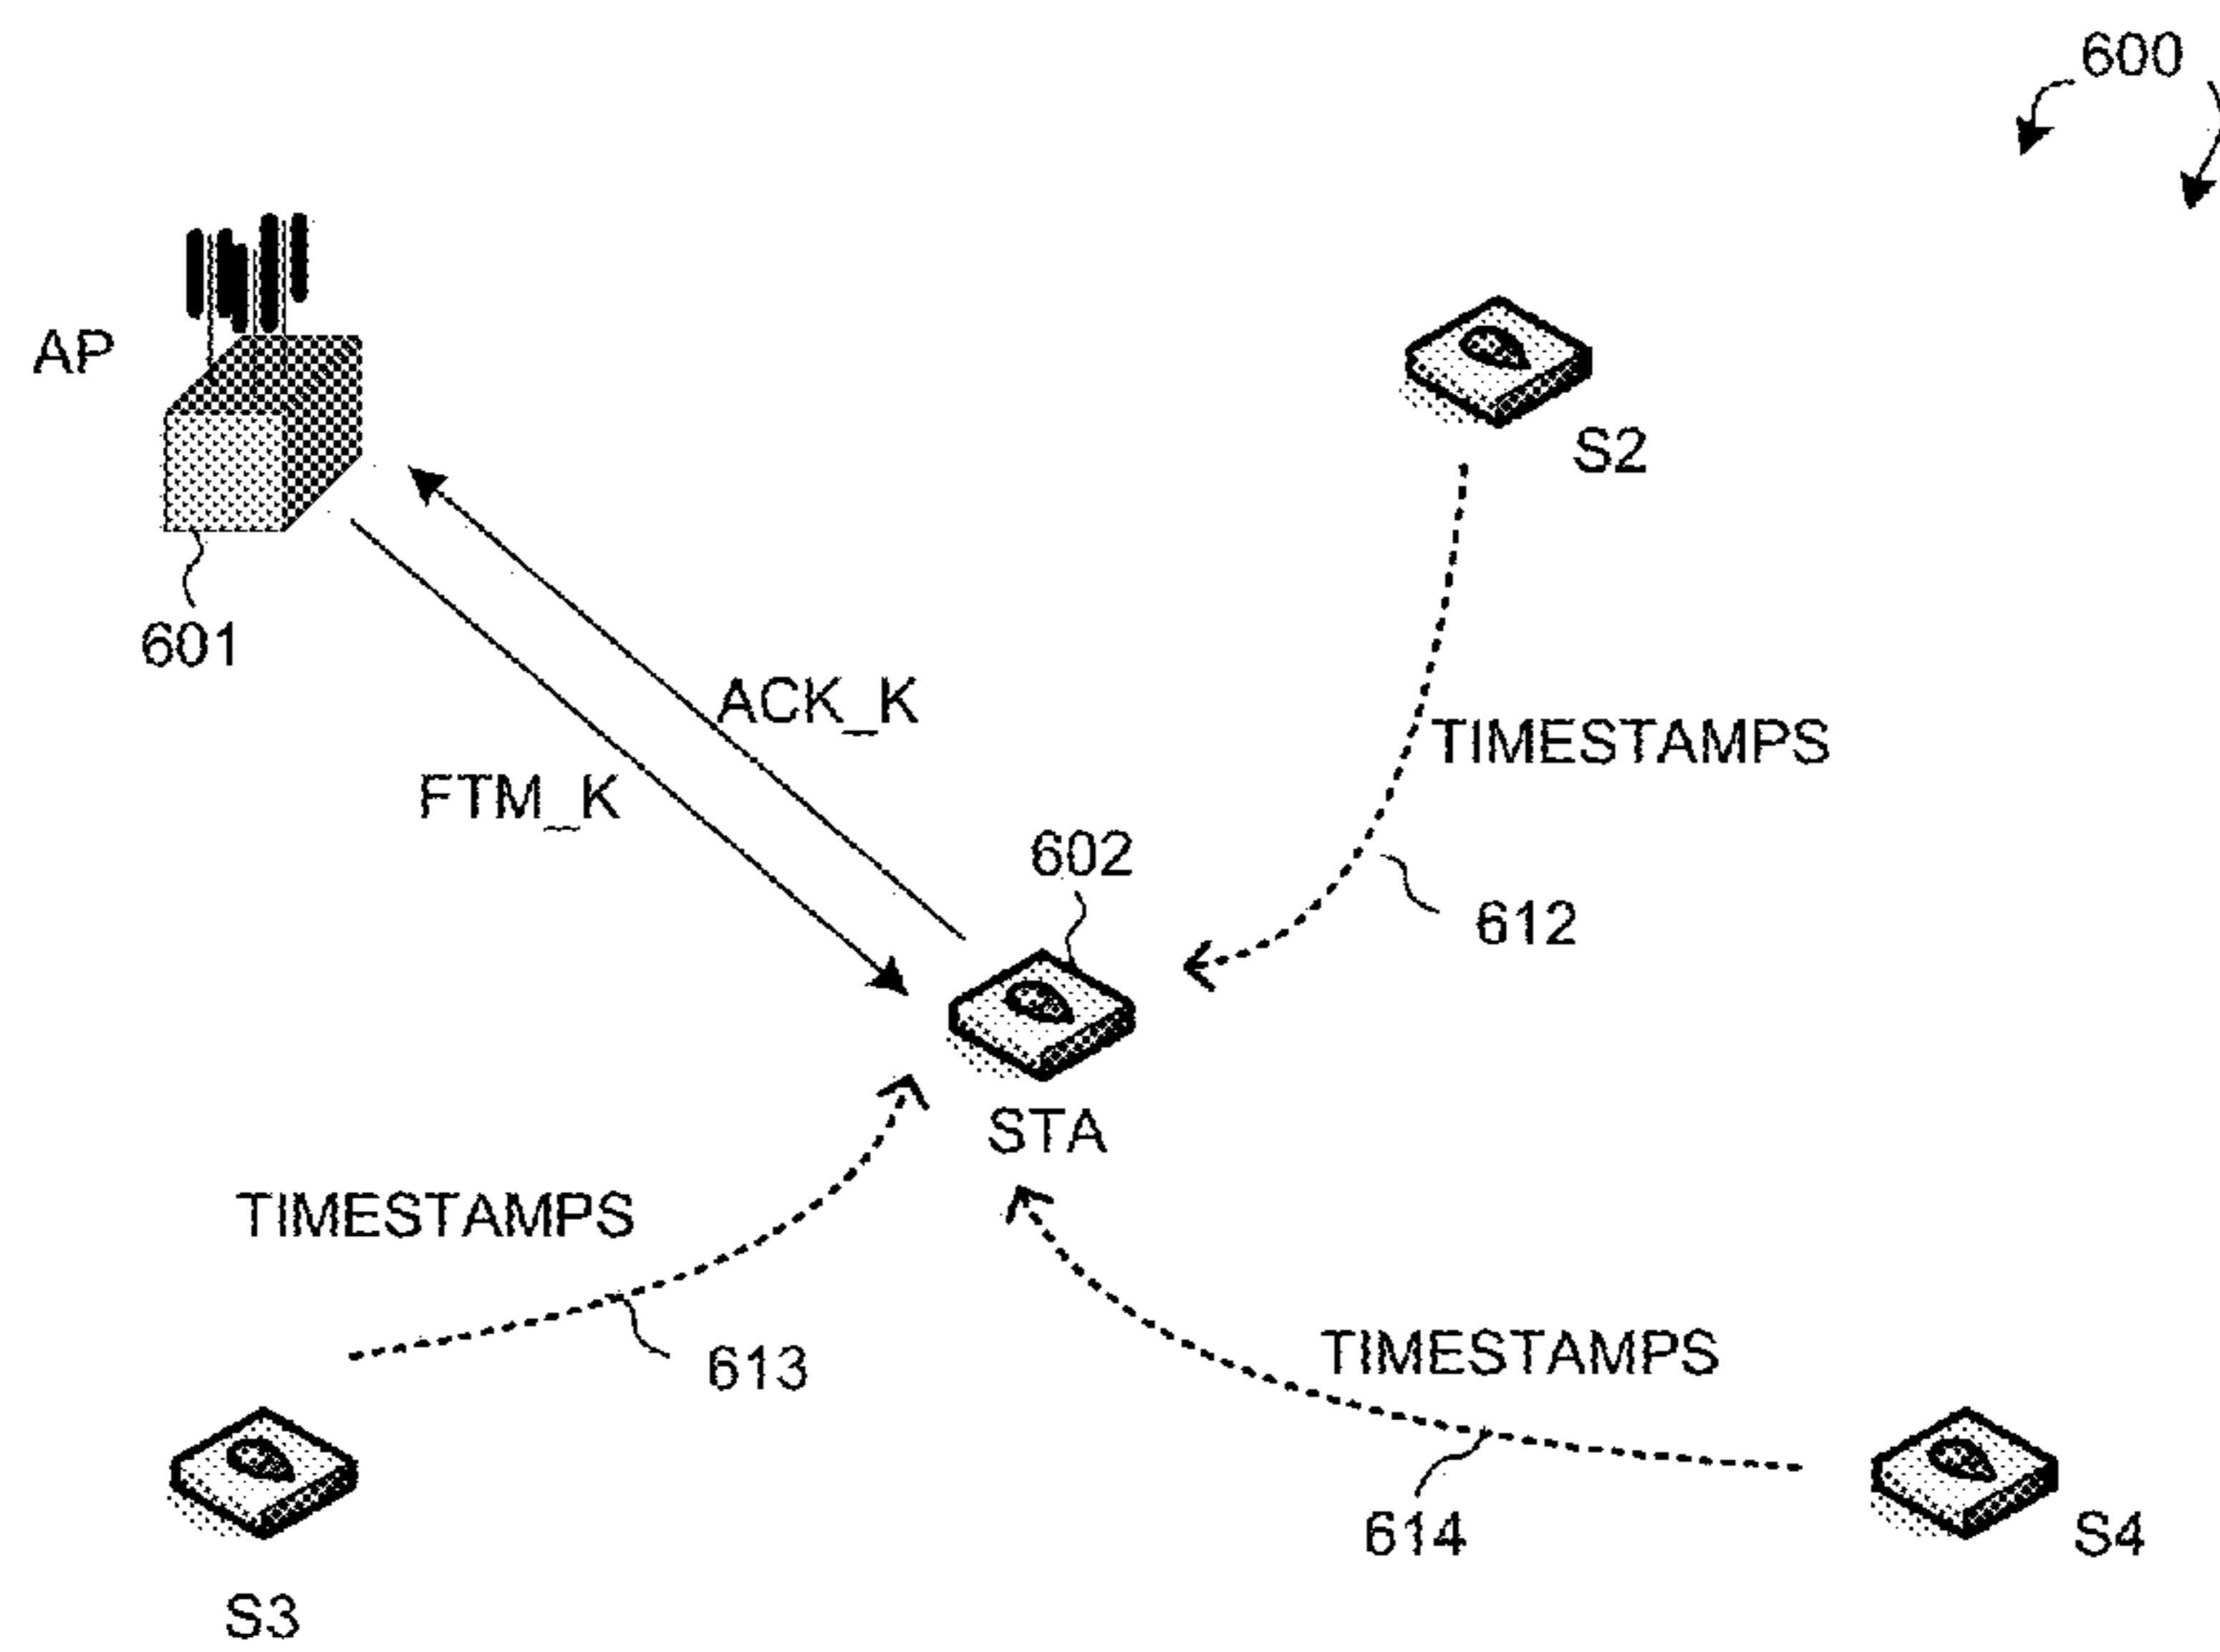 600
AP
S2
601
ACK_K
TIMESTAMPS
FTM_K
602
612
STA
TIMESTAMPS
TIMESTAMPS
613
614
S4
S3